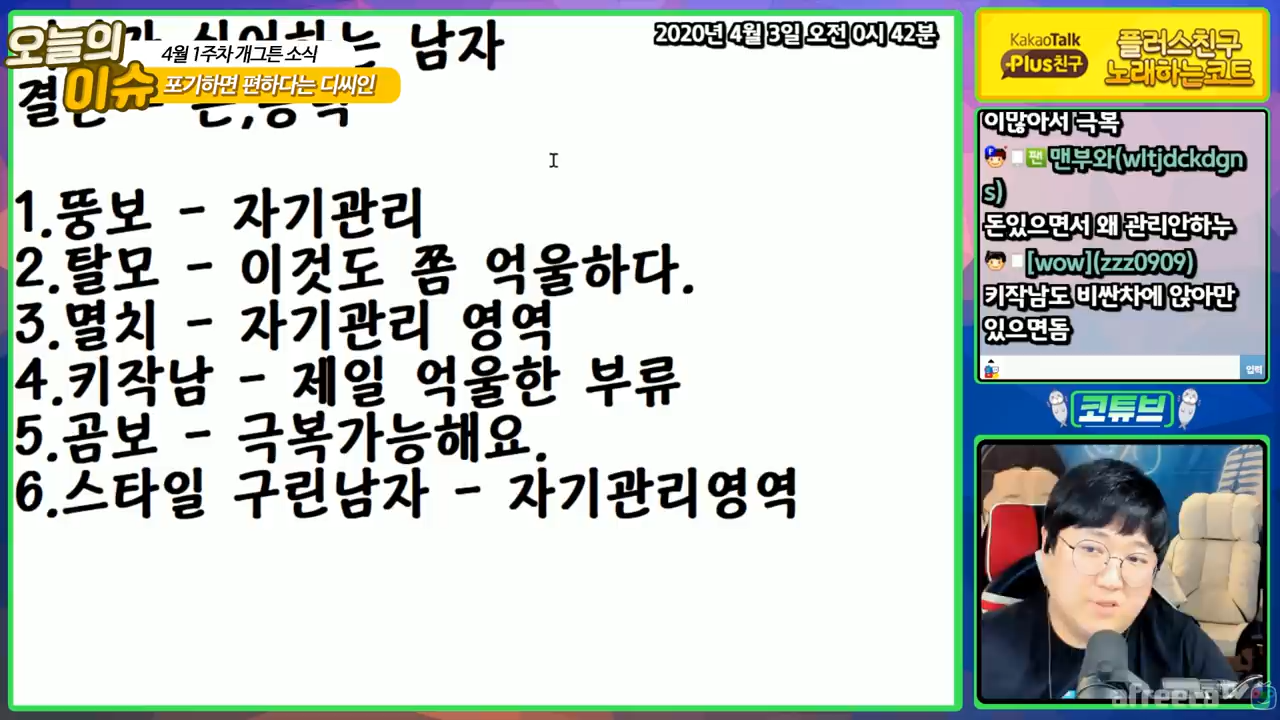 오늘의
이슈
4월 1주차 개그튼 소식
포기하면 편하다는 디씨인
싫어하는 남자
2020년 4월 3일 오전 0시 42분
1.뚱보 - 자기관리
2.탈모 - 이것도 쫌 억울하다.
3.멸치 - 자기관리 영역
4.키작남 - 제일 억울한 부류
5.곰보 - 극복가능해요.
6.스타일 구린남자 - 자기관리영역
KakaoTalk
Plus친구
플러스친구
노래하는코트
이많아서 극복
팬 맨부와(wltjdckdgn
s)
돈있으면서 왜 관리안하누
[wow](zzz0909)
키작남도 비싼차에 앉아만
있으면돔
입력
코튜브
afreecaTV